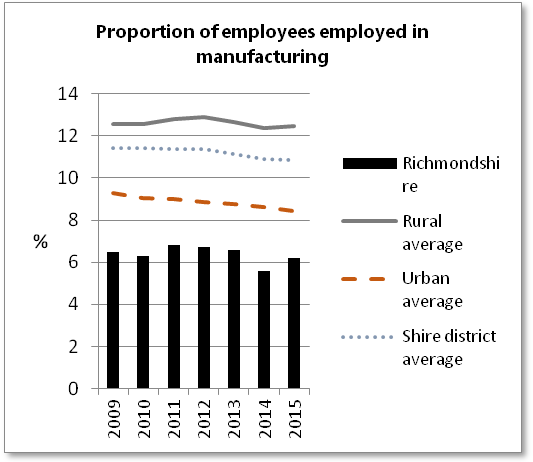 Proportion of employees employed in
manufacturing
14
12
10
8
6
4
2
0
%
2009
2010
2011
2012
2013
2014
2015
Richmondshi
re
Rural
average
Urban
average
Shire district
average